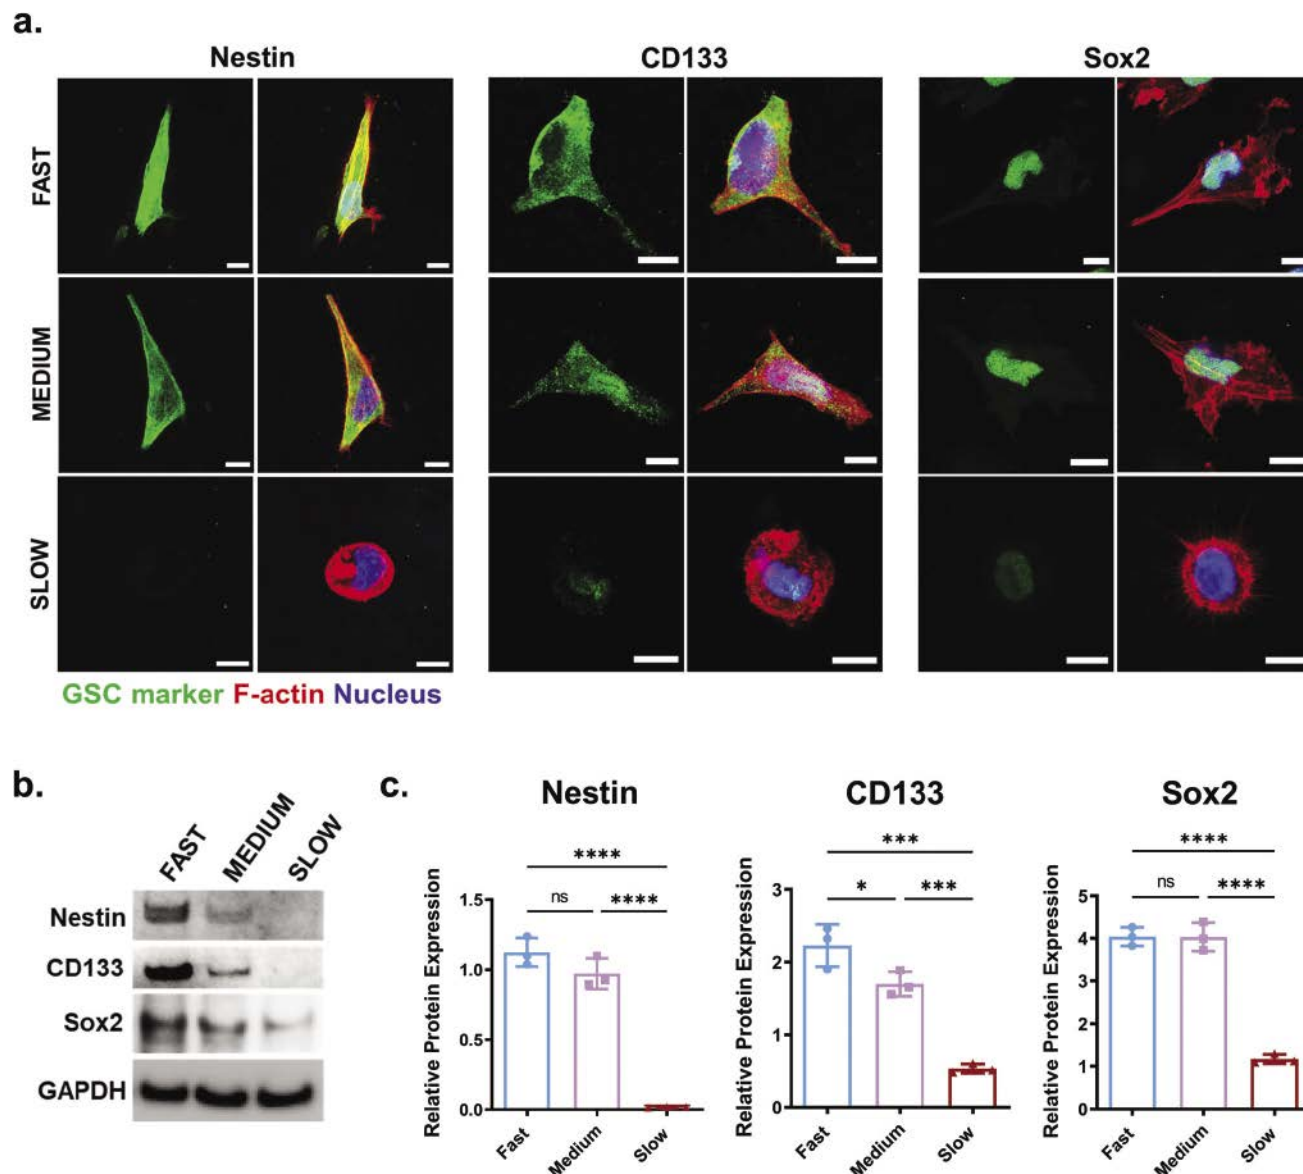 a.
Nestin CD133 Sox2
FAST
MEDIUM
SLOW
GSC marker F-actin Nucleus
b.
FAST MEDIUM SLOW
Nestin
CD133
Sox2
GAPDH
c.
Nestin
Relative Protein Expression
****
ns ****
1.5
1.0
0.5
0.0
Fast Medium Slow
CD133
Relative Protein Expression
***
* ***
3
2
1
0
Fast Medium Slow
Sox2
Relative Protein Expression
****
ns ****
5
4
3
2
1
0
Fast Medium Slow